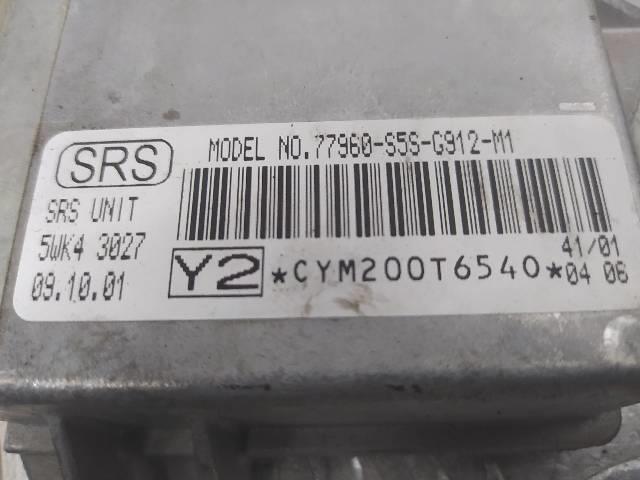 SRS
MODEL NO.77960-S5S-G912-M1
SRS UNIT
5WK4 3027
09.10.01
Y2
*CYM200T6540*
41/01
04 06